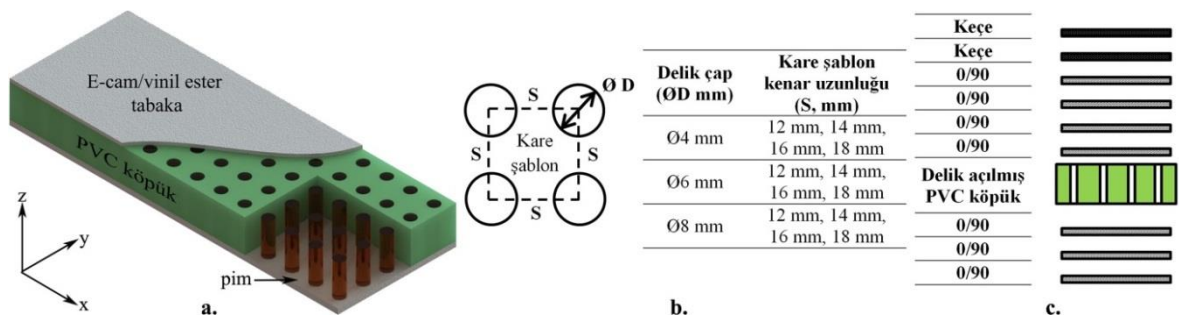 E-cam/vinil ester
tabaka
PVC köpük
z
y
x
pim
a.
S
Ø D
S
Kare
şablon
S
S
Delik çap
(ØD mm)
Kare şablon
kenar uzunluğu
(S, mm)
Ø4 mm
12 mm, 14 mm,
16 mm, 18 mm
Ø6 mm
12 mm, 14 mm,
16 mm, 18 mm
Ø8 mm
12 mm, 14 mm,
16 mm, 18 mm
b.
Keçe
Keçe
0/90
0/90
0/90
0/90
Delik açılmış
PVC köpük
0/90
0/90
0/90
c.